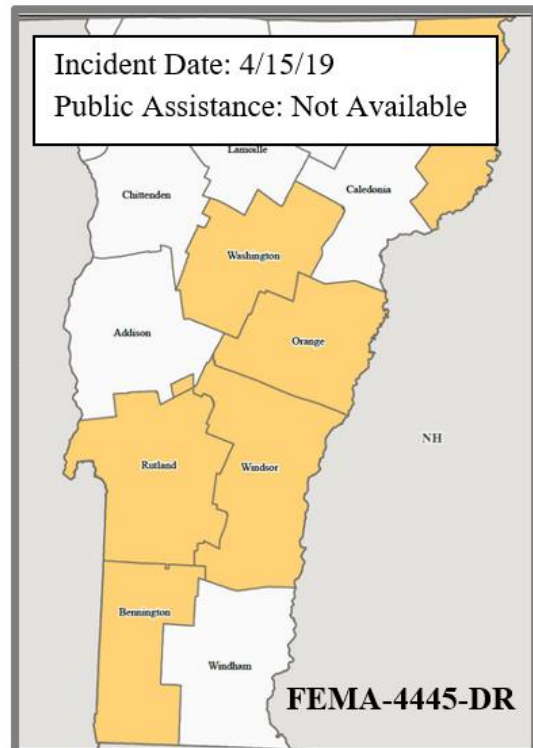 Incident Date: 4/15/19
Public Assistance: Not Available
Lamoille
Chittenden
Caledonia
Washington
Addison
Orange
NH
Rutland
Windsor
Bennington
Windham
FEMA-4445-DR